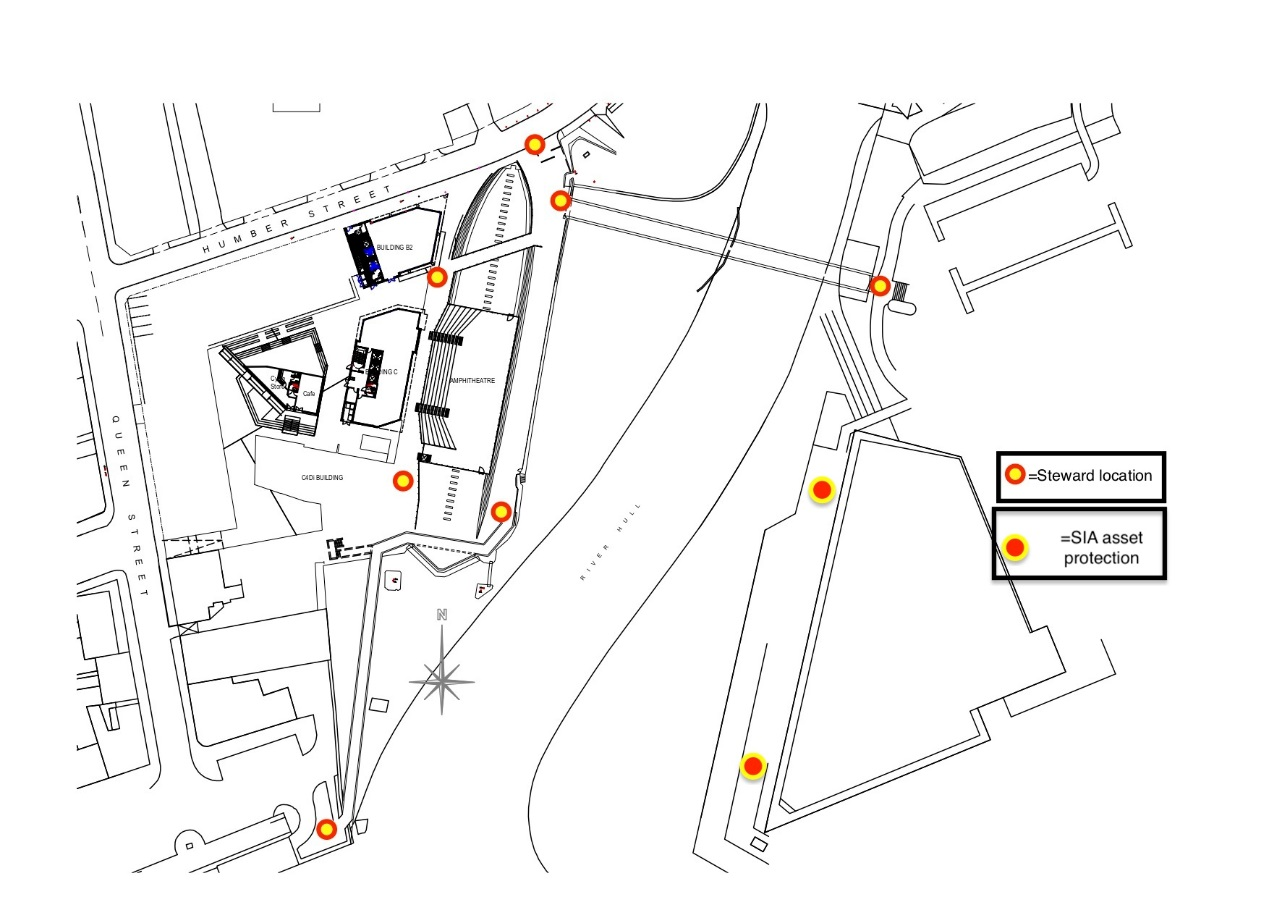 HUMBER STREET
BUILDING B2
AMPHITHEATRE
Cafe
QUEEN STREET
C4DI BUILDING
=Steward location
=SIA asset
protection
RIVER HULL
N